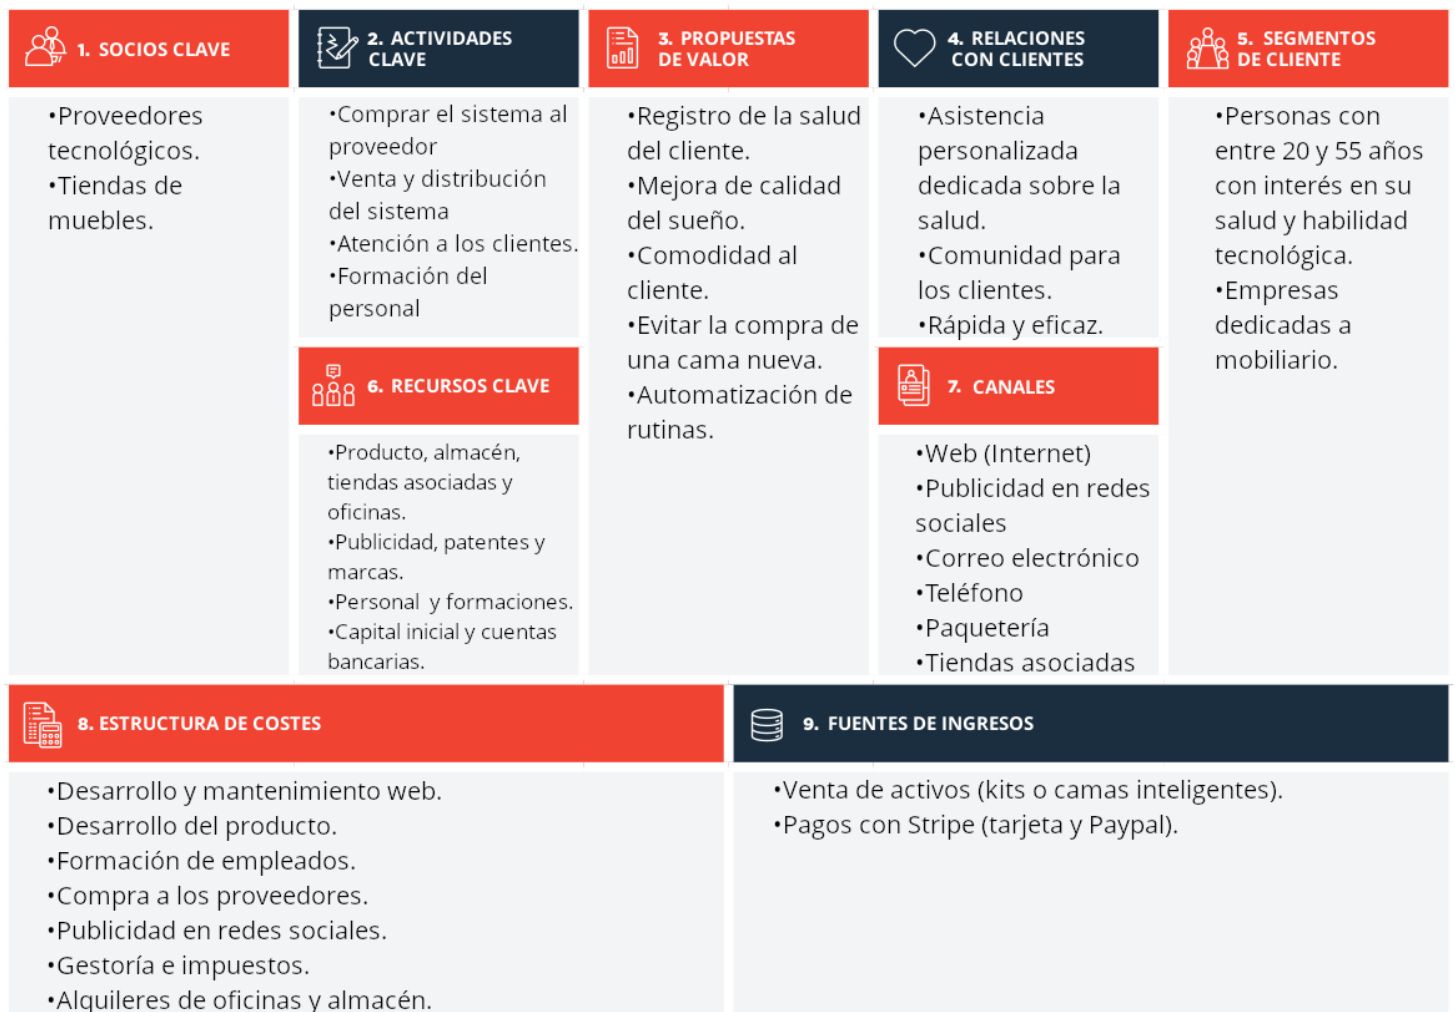 1. SOCIOS CLAVE
•Proveedores
tecnológicos.
•Tiendas de
muebles.
2. ACTIVIDADES
CLAVE
•Comprar el sistema al
proveedor
•Venta y distribución
del sistema
•Atención a los clientes.
•Formación del
personal
3. PROPUESTAS
DE VALOR
•Registro de la salud
del cliente.
•Mejora de calidad
del sueño.
•Comodidad al
cliente.
•Evitar la compra de
una cama nueva.
•Automatización de
rutinas.
4. RELACIONES
CON CLIENTES
•Asistencia
personalizada
dedicada sobre la
salud.
•Comunidad para
los clientes.
•Rápida y eficaz.
5. SEGMENTOS
DE CLIENTE
•Personas con
entre 20 y 55 años
con interés en su
salud y habilidad
tecnológica.
•Empresas
dedicadas a
mobiliario.
6. RECURSOS CLAVE
•Producto, almacén,
tiendas asociadas y
oficinas.
•Publicidad, patentes y
marcas.
•Personal y formaciones.
•Capital inicial y cuentas
bancarias.
7. CANALES
•Web (Internet)
•Publicidad en redes
sociales
•Correo electrónico
•Teléfono
•Paquetería
•Tiendas asociadas
8. ESTRUCTURA DE COSTES
•Desarrollo y mantenimiento web.
•Desarrollo del producto.
•Formación de empleados.
•Compra a los proveedores.
•Publicidad en redes sociales.
•Gestoría e impuestos.
•Alquileres de oficinas y almacén.
9. FUENTES DE INGRESOS
•Venta de activos (kits o camas inteligentes).
•Pagos con Stripe (tarjeta y Paypal).